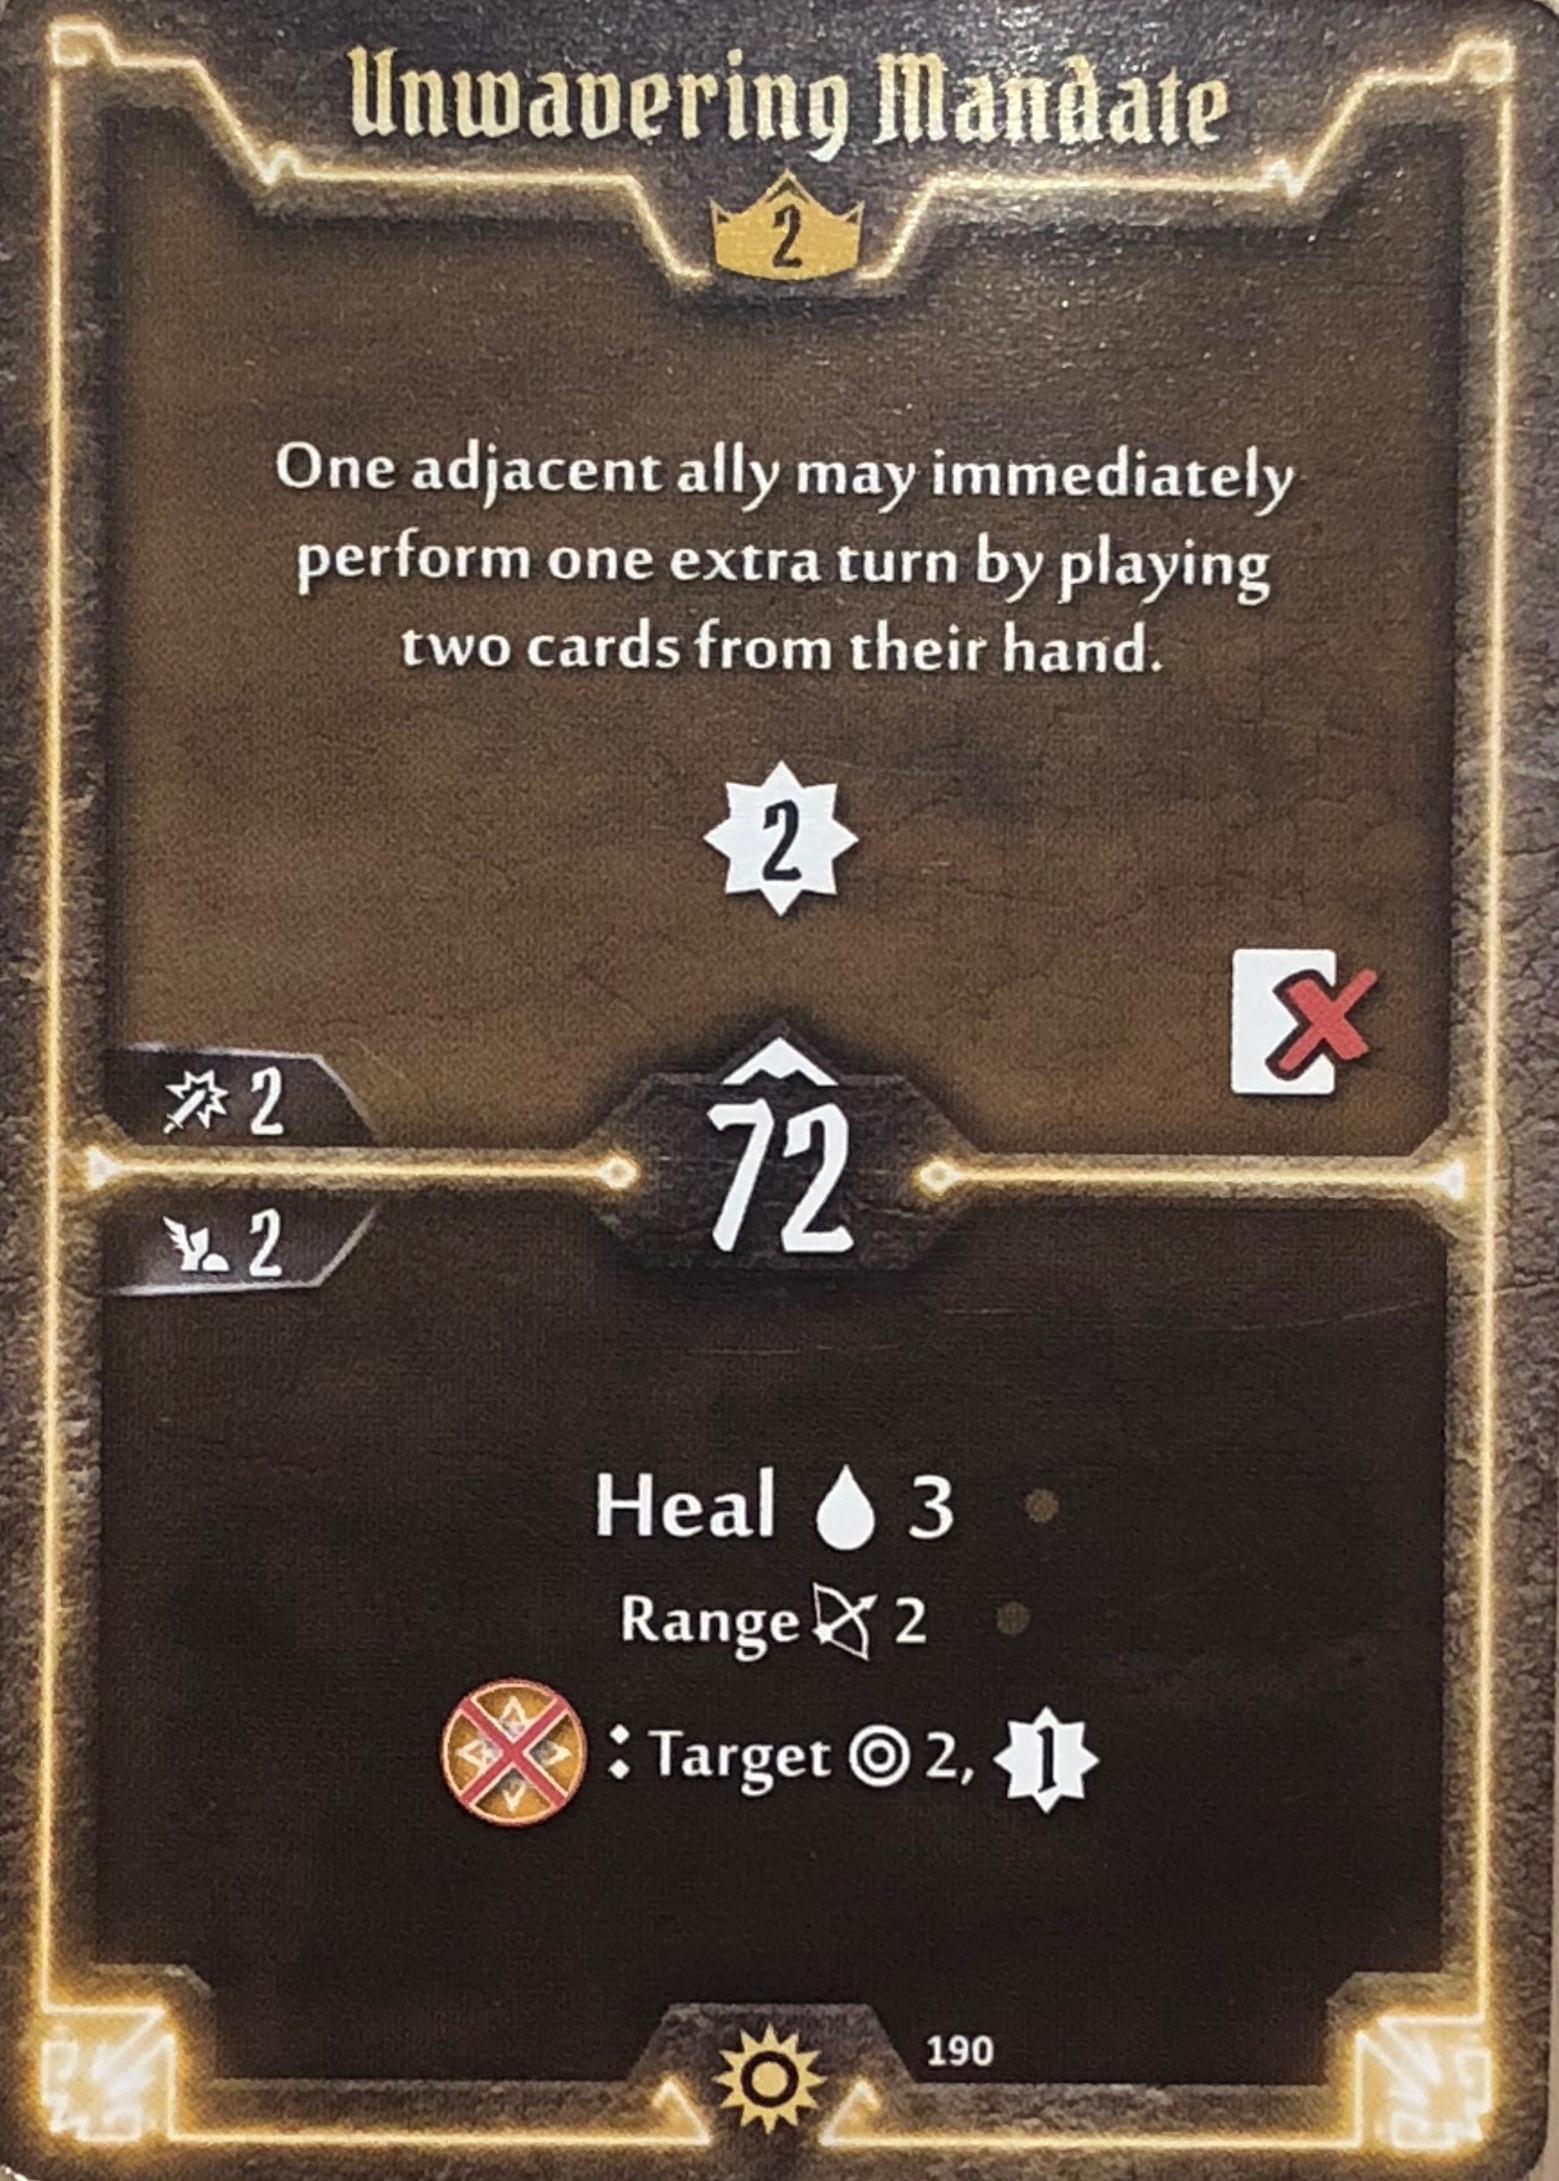 Unwavering Mandate
2
One adjacent ally may immediately
perform one extra turn by playing
two cards from their hand.
2
2
72
2
Heal 3
Range 2
: Target 2, 1
190